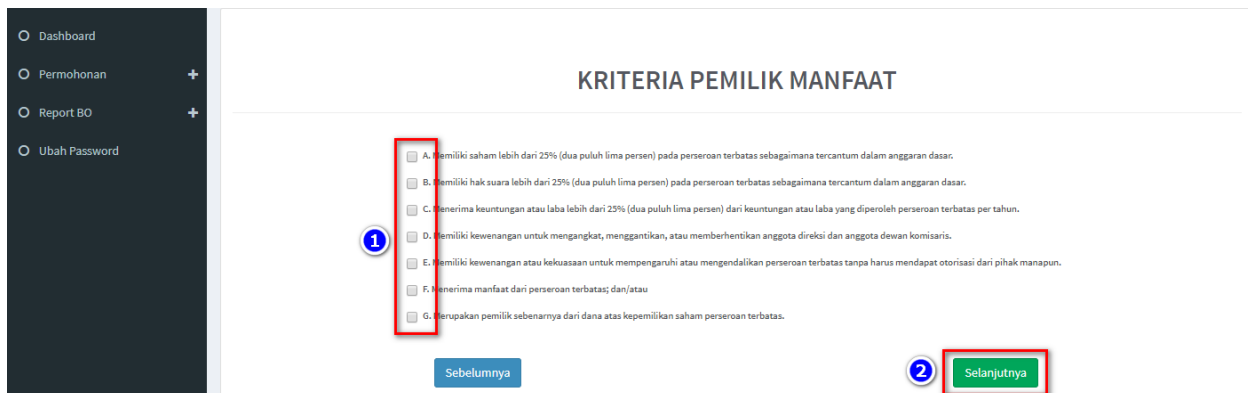 Dashboard
Permohonan
Report BO
Ubah Password
KRITERIA PEMILIK MANFAAT
A. Memiliki saham lebih dari 25% (dua puluh lima persen) pada perseroan terbatas sebagaimana tercantum dalam anggaran dasar.
B. Memiliki hak suara lebih dari 25% (dua puluh lima persen) pada perseroan terbatas sebagaimana tercantum dalam anggaran dasar.
C. Menerima keuntungan atau laba lebih dari 25% (dua puluh lima persen) dari keuntungan atau laba yang diperoleh perseroan terbatas per tahun.
1
D. Memiliki kewenangan untuk mengangkat, menggantikan, atau memberhentikan anggota direksi dan anggota dewan komisaris.
E. Memiliki kewenangan atau kekuasaan untuk mempengaruhi atau mengendalikan perseroan terbatas tanpa harus mendapat otorisasi dari pihak manapun.
F. Menerima manfaat dari perseroan terbatas; dan/atau
G. Merupakan pemilik sebenarnya dari dana atas kepemilikan saham perseroan terbatas.
Sebelumnya
2
Selanjutnya